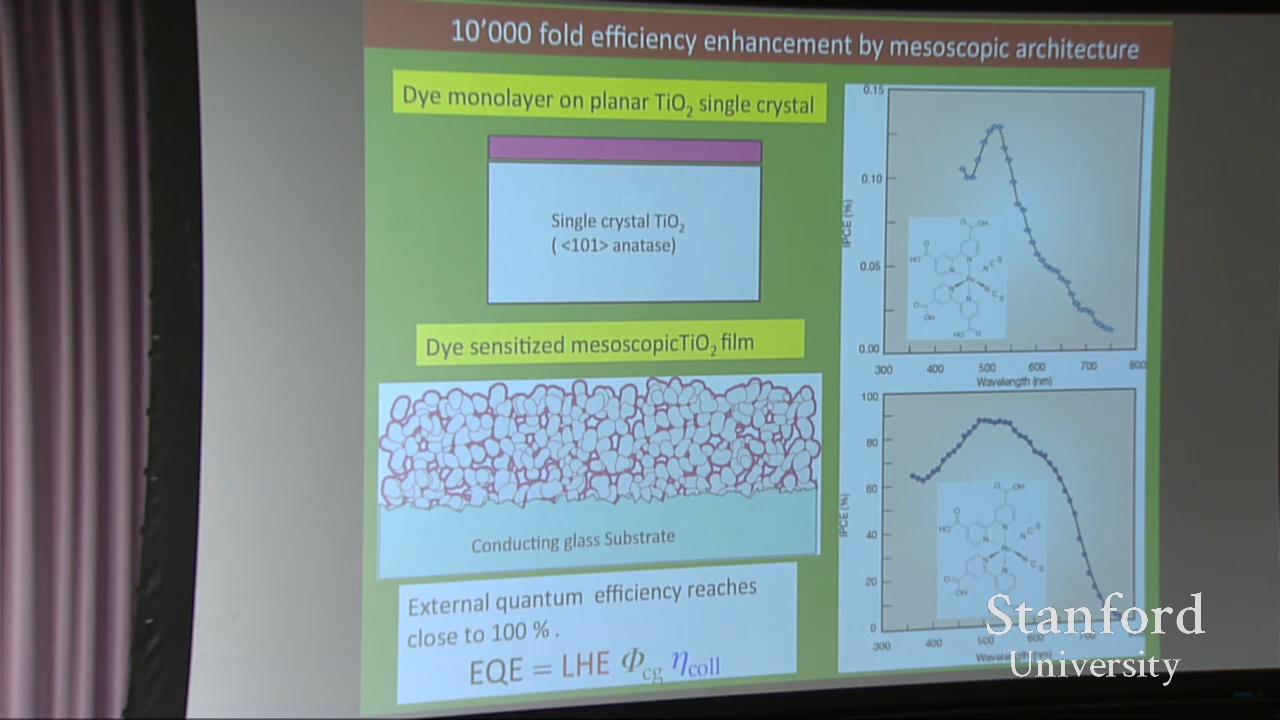 10’000 fold efficiency enhancement by mesoscopic architecture
Dye monolayer on planar TiO₂ single crystal
Single crystal TiO₂
( <101> anatase)
Dye sensitized mesoscopicTiO₂ film
Conducting glass Substrate
External quantum efficiency reaches
close to 100 % .
EQE = LHE Φcg ηcoll
0.15
0.10
0.05
0.00
IPCE (%)
300 400 500 600 700 800
Wavelength (nm)
100
80
60
40
20
0
IPCE (%)
300 400 500 600 700
Stanford
University